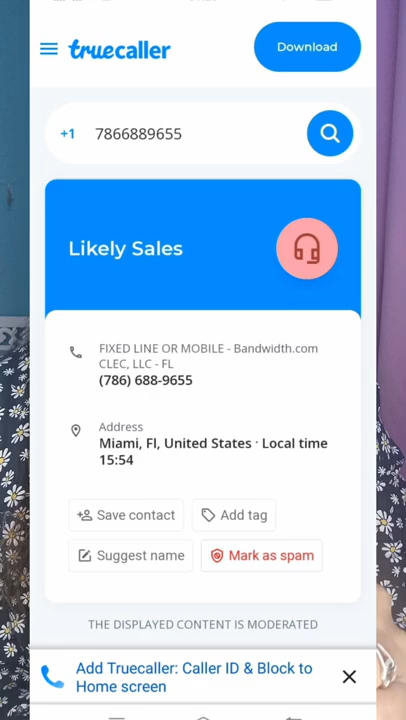 truecaller
Download
+1 7866889655
Likely Sales
FIXED LINE OR MOBILE - Bandwidth.com
CLEC, LLC - FL
(786) 688-9655
Address
Miami, Fl, United States · Local time
15:54
Save contact
Add tag
Suggest name
Mark as spam
THE DISPLAYED CONTENT IS MODERATED
Add Truecaller: Caller ID & Block to
Home screen